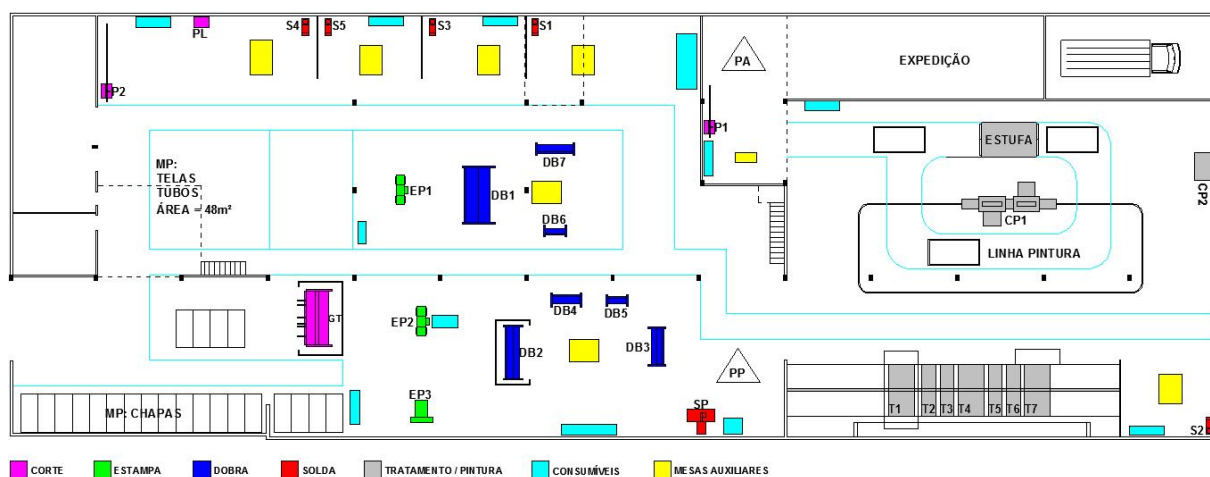 S4
S5
S3
S1
PL
PA
EXPEDIÇÃO
P2
P1
ESTUFA
DB7
MP:
TELAS
TUBOS
ÁREA = 48m²
EP1
DB1
DB6
CP2
CP1
LINHA PINTURA
GT
EP2
DB4
DB5
DB2
DB3
PP
MP: CHAPAS
EP3
SP
T1
T2
T3
T4
T5
T6
T7
S2
CORTE
ESTAMPA
DOBRA
SOLDA
TRATAMENTO / PINTURA
CONSUMÍVEIS
MESAS AUXILIARES